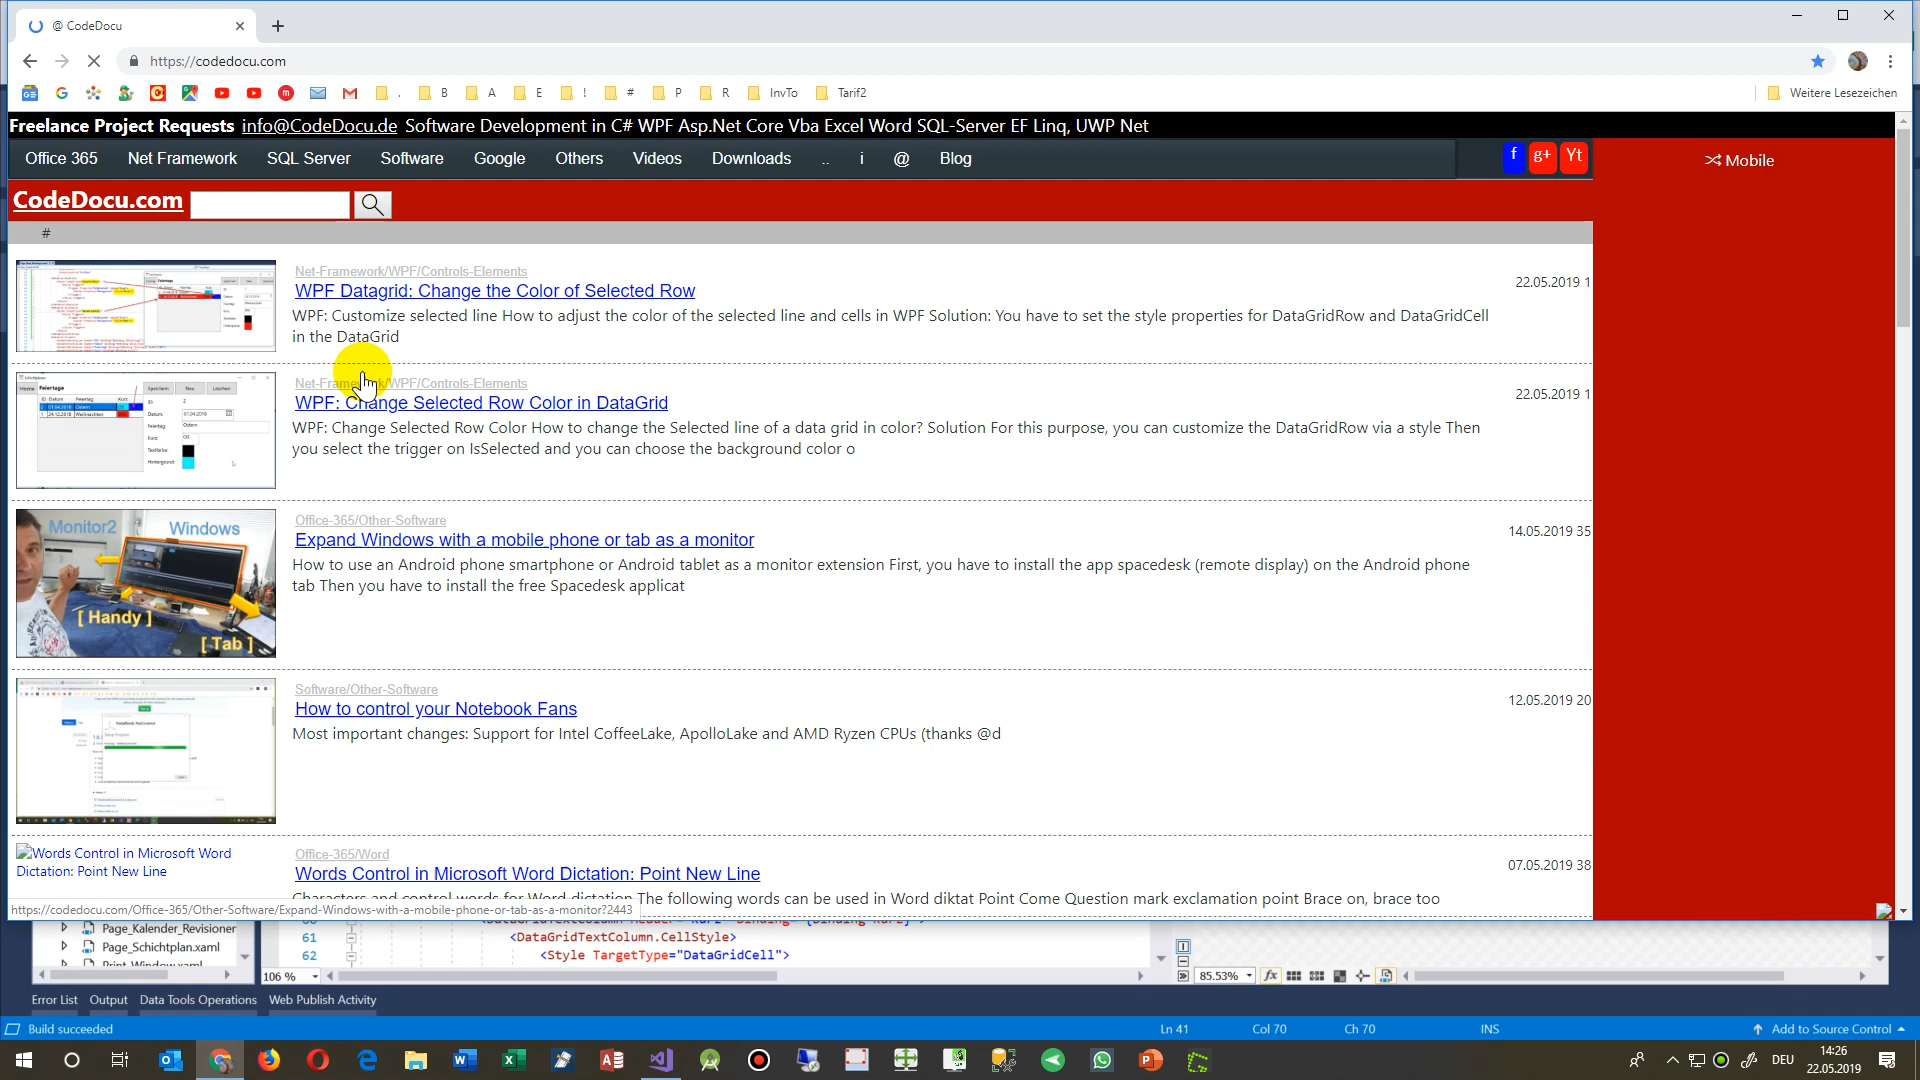 @ CodeDocu
https://codedocu.com
. B A E ! # P R InvTo Tarif2 Weitere Lesezeichen
Freelance Project Requests info@CodeDocu.de Software Development in C# WPF Asp.Net Core Vba Excel Word SQL-Server EF Linq, UWP Net
Office 365 Net Framework SQL Server Software Google Others Videos Downloads .. i @ Blog f g+ Yt Mobile
CodeDocu.com
#
Net-Framework/WPF/Controls-Elements
WPF Datagrid: Change the Color of Selected Row
22.05.2019 1
WPF: Customize selected line How to adjust the color of the selected line and cells in WPF Solution: You have to set the style properties for DataGridRow and DataGridCell
in the DataGrid
Feiertage Speichern Neu Löschen
Net-Framework/WPF/Controls-Elements
WPF: Change Selected Row Color in DataGrid
22.05.2019 1
WPF: Change Selected Row Color How to change the Selected line of a data grid in color? Solution For this purpose, you can customize the DataGridRow via a style Then
you select the trigger on IsSelected and you can choose the background color o
Monitor2 Windows
[ Handy ]
[ Tab ]
Office-365/Other-Software
Expand Windows with a mobile phone or tab as a monitor
14.05.2019 35
How to use an Android phone smartphone or Android tablet as a monitor extension First, you have to install the app spacedesk (remote display) on the Android phone
tab Then you have to install the free Spacedesk applicat
Software/Other-Software
How to control your Notebook Fans
12.05.2019 20
Most important changes: Support for Intel CoffeeLake, ApolloLake and AMD Ryzen CPUs (thanks @d
Words Control in Microsoft Word
Dictation: Point New Line
Office-365/Word
Words Control in Microsoft Word Dictation: Point New Line
07.05.2019 38
Characters and control words for Word dictation The following words can be used in Word diktat Point Come Question mark exclamation point Brace on, brace too
https://codedocu.com/Office-365/Other-Software/Expand-Windows-with-a-mobile-phone-or-tab-as-a-monitor?2443
Page_Kalender_Revisioner
Page_Schichtplan.xaml
Print_Window.xaml
61 <DataGridTextColumn.CellStyle>
62 <Style TargetType="DataGridCell">
106 %
85.53%
Error List Output Data Tools Operations Web Publish Activity
Build succeeded Ln 41 Col 70 Ch 70 INS Add to Source Control
DEU 14:26
22.05.2019